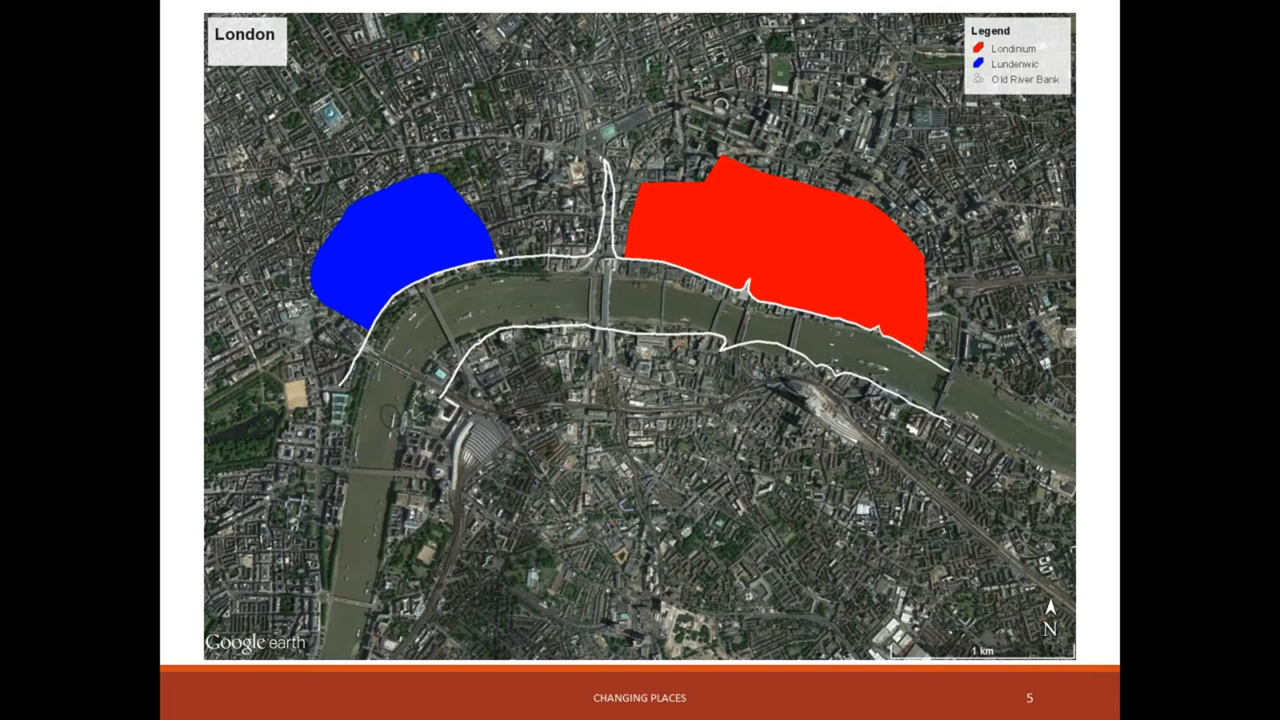 London
Legend
Londinium
Lundenwic
Old River Bank
N
Google earth
1 km
CHANGING PLACES
5